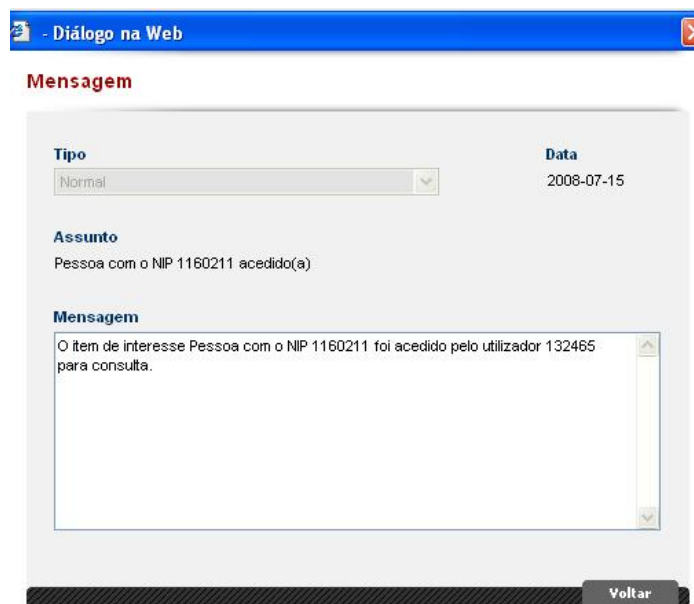 - Diálogo na Web
Mensagem
Tipo
Data
Normal
2008-07-15
Assunto
Pessoa com o NIP 1160211 acedido(a)
Mensagem
O item de interesse Pessoa com o NIP 1160211 foi acedido pelo utilizador 132465
para consulta.
Voltar